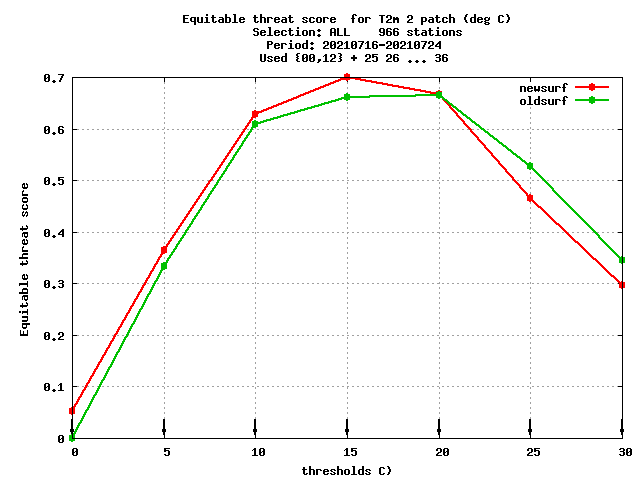 Equitable threat score  for T2m 2 patch (deg C)
Selection: ALL    966 stations
Period: 20210716-20210724
Used {00,12} + 25 26 ... 36
newsurf
oldsurf
0.7
0.6
0.5
0.4
0.3
0.2
0.1
0
Equitable threat score
0 5 10 15 20 25 30
thresholds C)